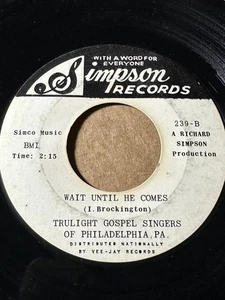 WITH A WORD FOR
EVERYONE
Simpson
RECORDS
239-B
Simco Music
BMI
Time: 2:15
A RICHARD
SIMPSON
Production
WAIT UNTIL HE COMES
(I. Brockington)
TRULIGHT GOSPEL SINGERS
OF PHILADELPHIA, PA.
DISTRIBUTED NATIONALLY
BY VEE-JAY RECORDS